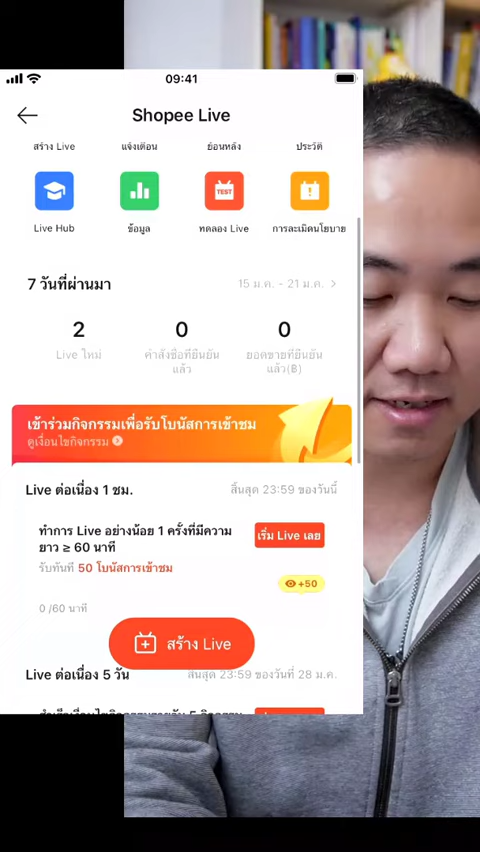 09:41
Shopee Live
สร้าง Live
แจ้งเตือน
ย้อนหลัง
ประวัติ
TEST
Live Hub
ข้อมูล
ทดลอง Live
การละเมิดนโยบาย
7 วันที่ผ่านมา
15 ม.ค. - 21 ม.ค.
2
0
0
Live ใหม่
คำสั่งซื้อที่ยืนยัน
แล้ว
ยอดขายที่ยืนยัน
แล้ว(฿)
เข้าร่วมกิจกรรมเพื่อรับโบนัสการเข้าชม
ดูเงื่อนไขกิจกรรม
Live ต่อเนื่อง 1 ชม.
สิ้นสุด 23:59 ของวันนี้
ทำการ Live อย่างน้อย 1 ครั้งที่มีความ
ยาว ≥ 60 นาที
เริ่ม Live เลย
รับทันที 50 โบนัสการเข้าชม
+50
0 /60 นาที
สร้าง Live
Live ต่อเนื่อง 5 วัน
สิ้นสุด 23:59 ของวันที่ 28 ม.ค.